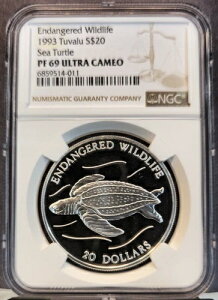 Endangered Wildlife
1993 Tuvalu S$20
Sea Turtle
PF 69 ULTRA CAMEO
6859514-011
NUMISMATIC GUARANTY COMPANY
NGC
ENDANGERED WILDLIFE
20 DOLLARS